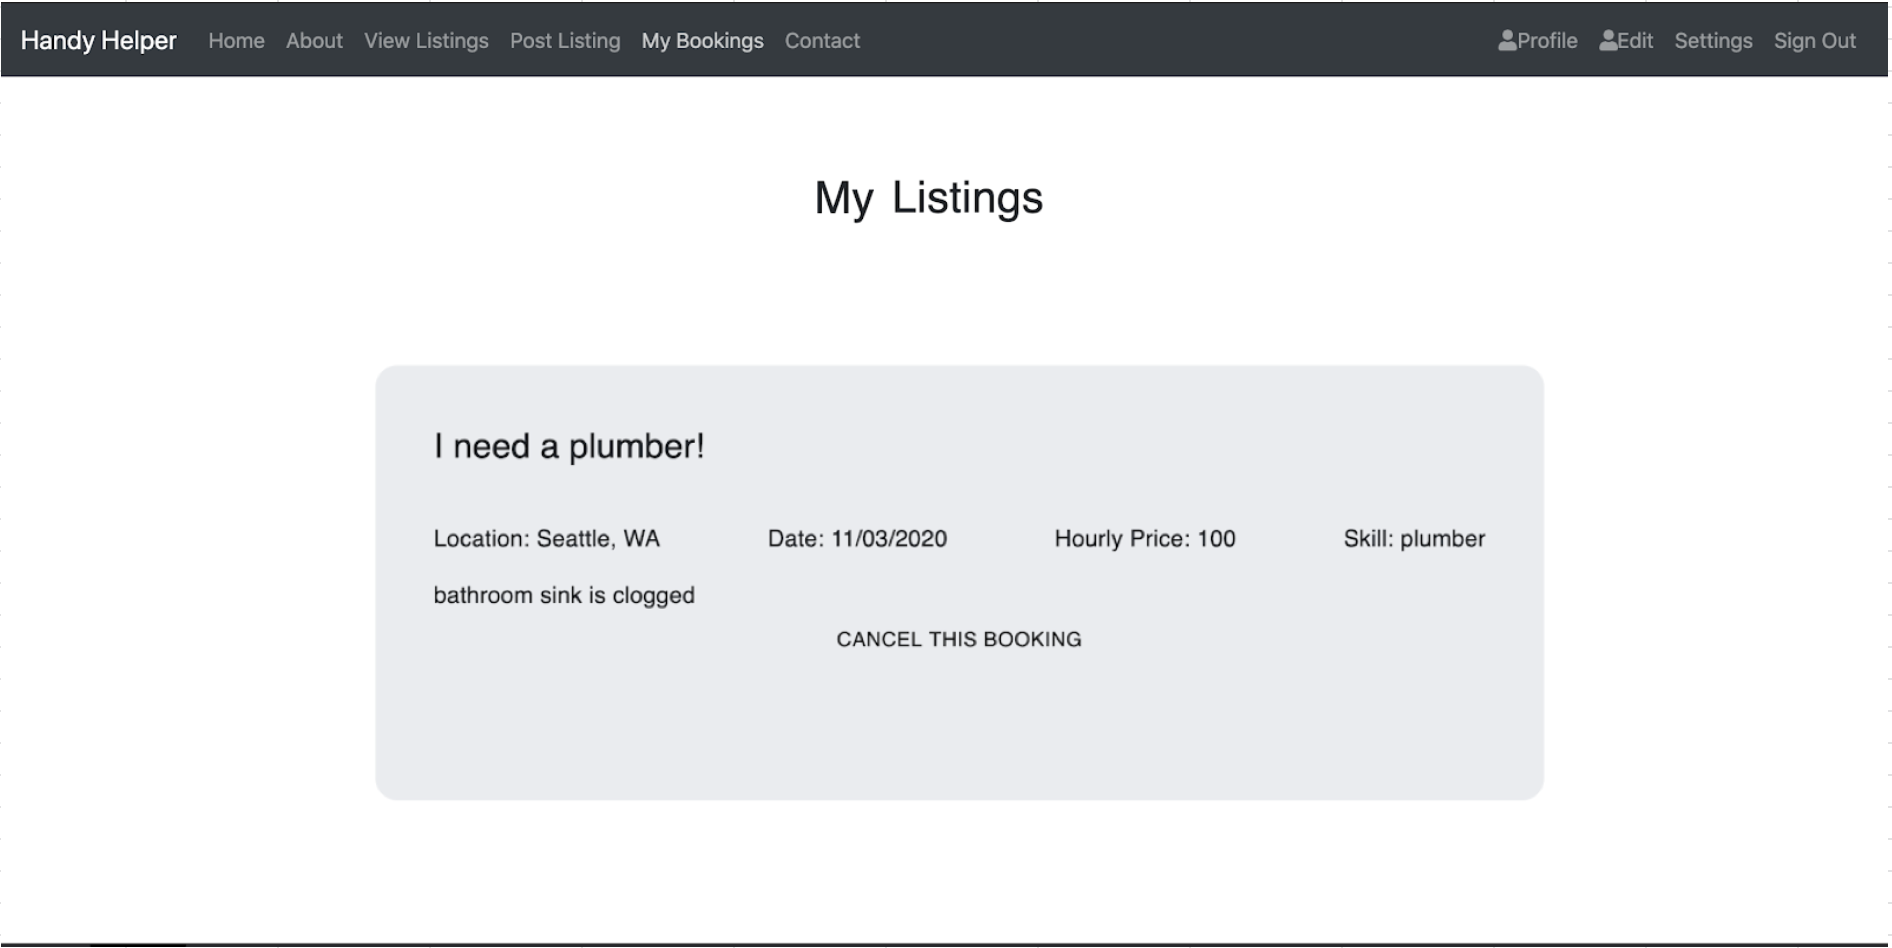 Handy Helper Home About View Listings Post Listing My Bookings Contact Profile Edit Settings Sign Out
My Listings
I need a plumber!
Location: Seattle, WA Date: 11/03/2020 Hourly Price: 100 Skill: plumber
bathroom sink is clogged
CANCEL THIS BOOKING